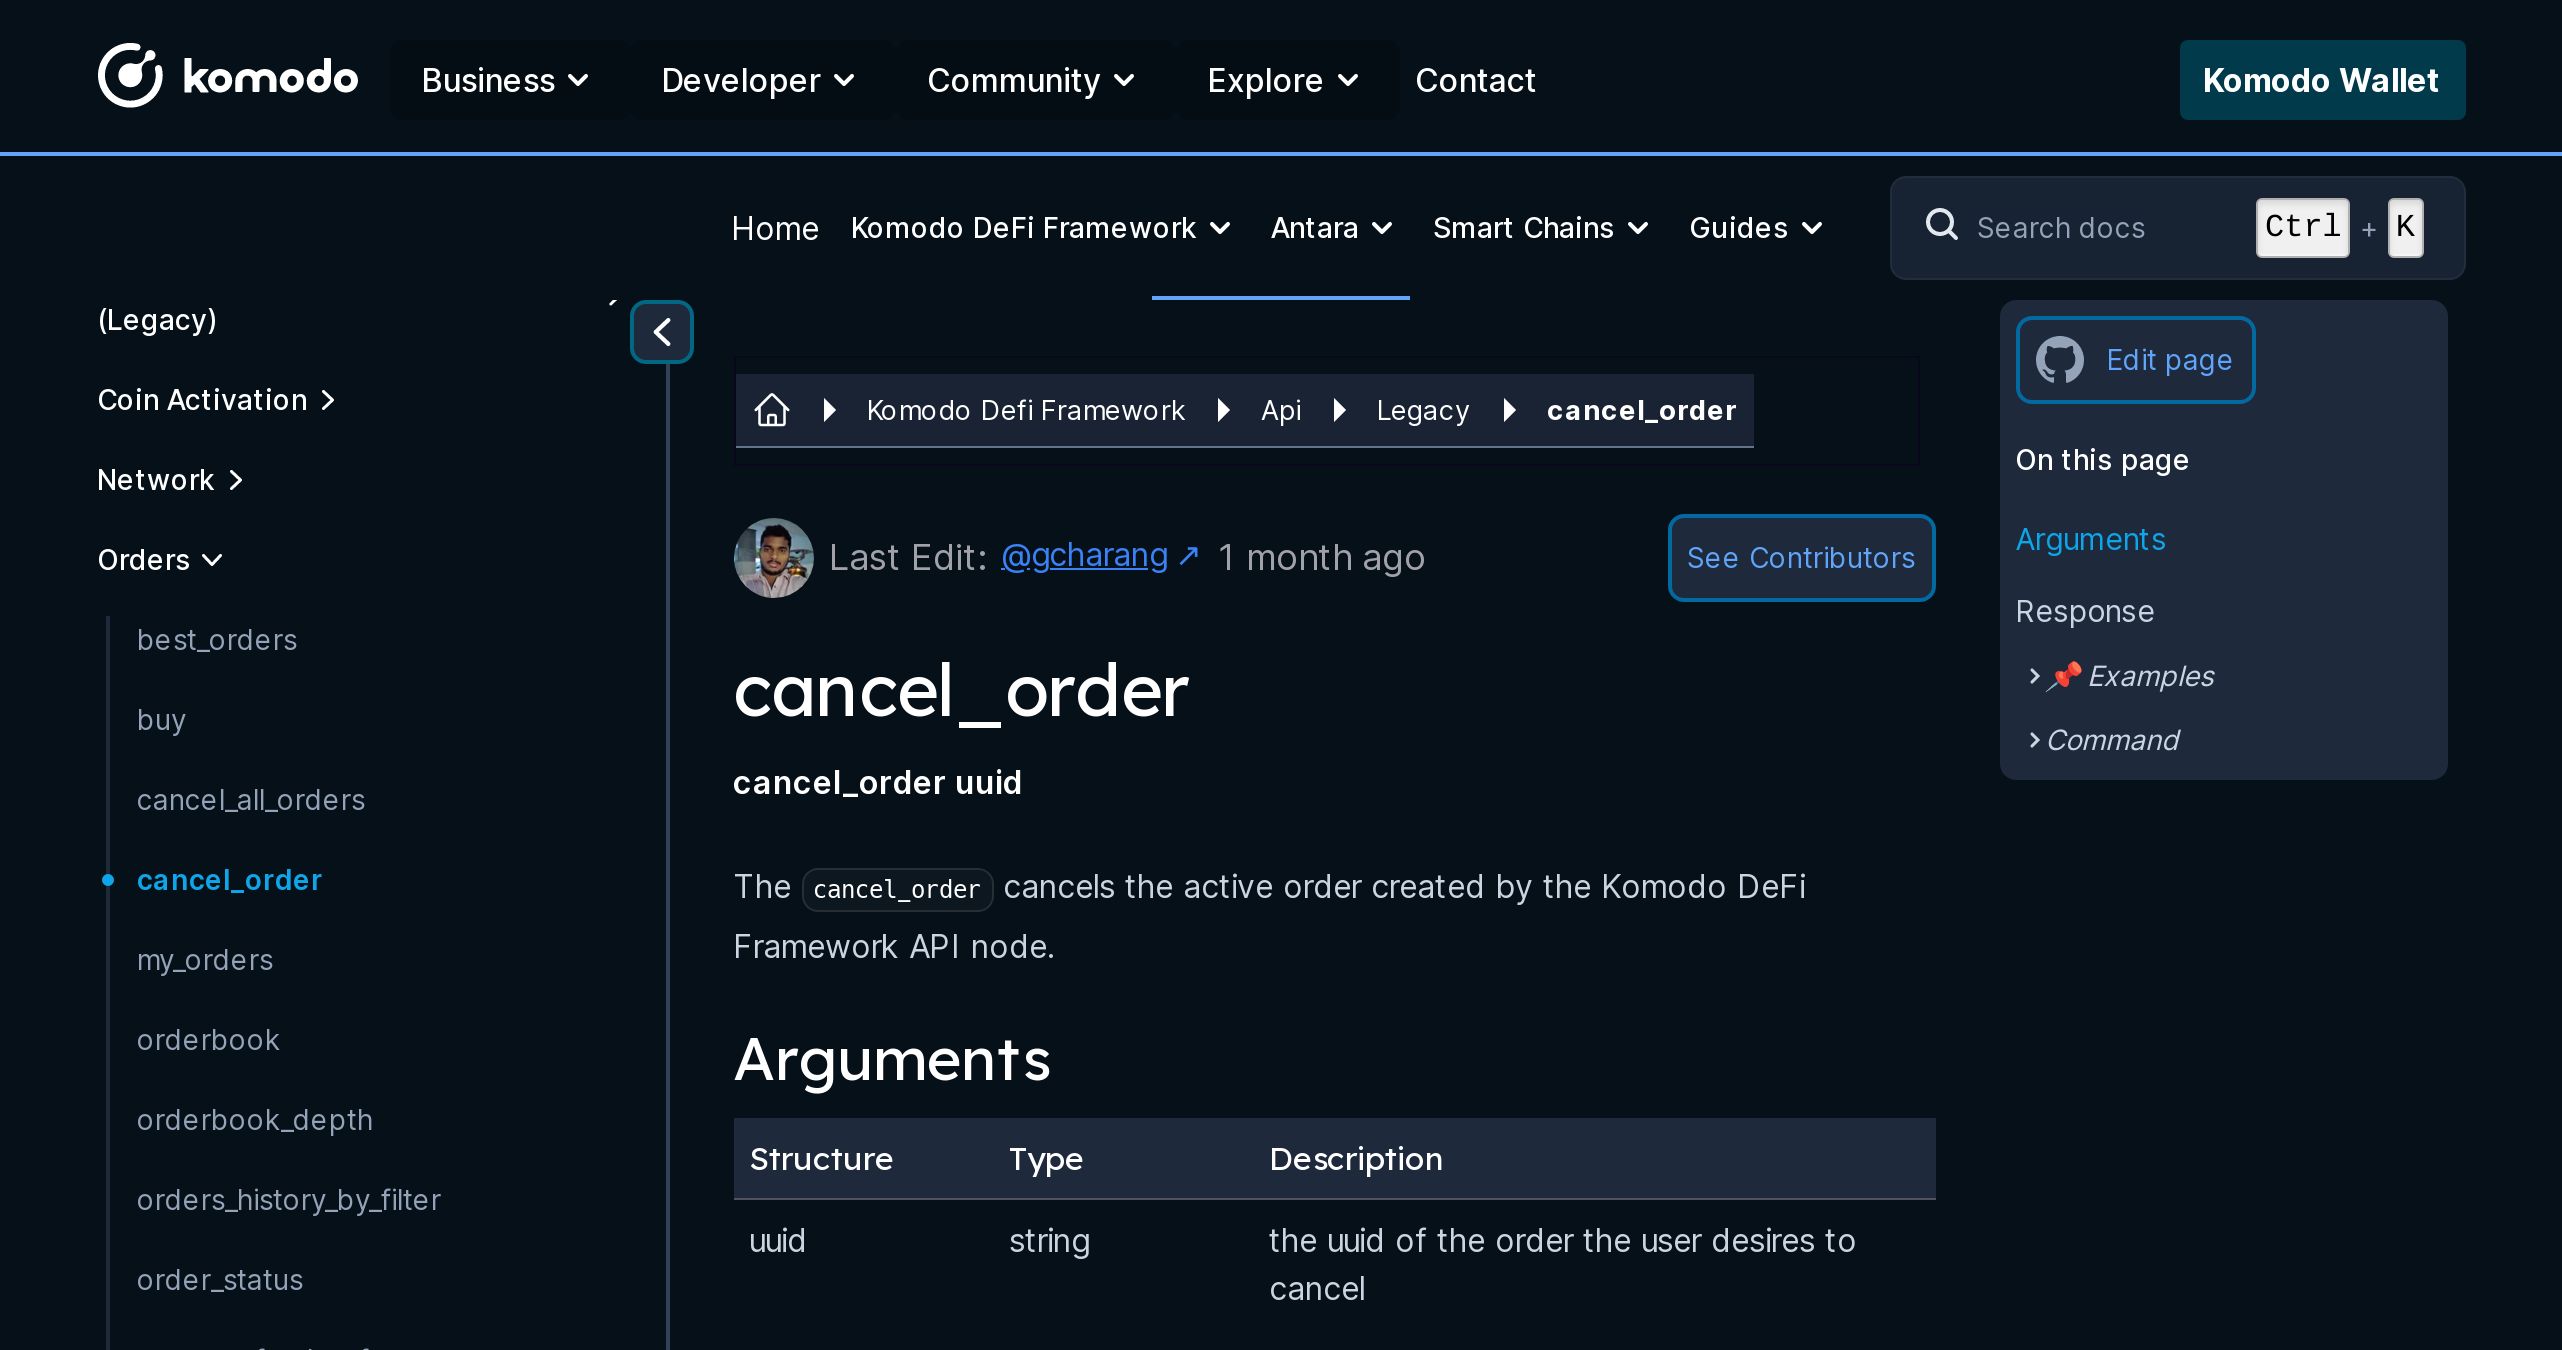 komodo Business Developer Community Explore Contact Komodo Wallet
Home Komodo DeFi Framework Antara Smart Chains Guides Search docs Ctrl + K
(Legacy)
Coin Activation
Network
Orders
best_orders
buy
cancel_all_orders
cancel_order
my_orders
orderbook
orderbook_depth
orders_history_by_filter
order_status
Komodo Defi Framework Api Legacy cancel_order
Last Edit: @gcharang ↗ 1 month ago See Contributors
cancel_order
cancel_order uuid
The cancel_order cancels the active order created by the Komodo DeFi
Framework API node.
Arguments
Structure Type Description
uuid string the uuid of the order the user desires to
cancel
Edit page
On this page
Arguments
Response
📌 Examples
Command